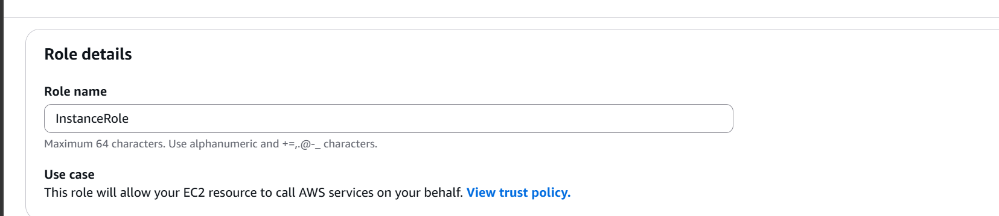 Role details
Role name
InstanceRole
Maximum 64 characters. Use alphanumeric and +=,.@-_ characters.
Use case
This role will allow your EC2 resource to call AWS services on your behalf. View trust policy.